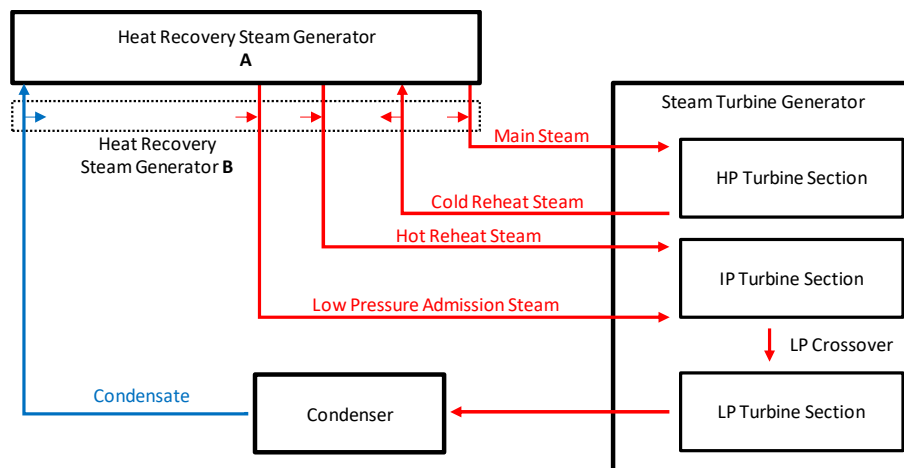 Heat Recovery Steam Generator
A
Steam Turbine Generator
Heat Recovery
Steam Generator B
Main Steam
HP Turbine Section
Cold Reheat Steam
Hot Reheat Steam
IP Turbine Section
Low Pressure Admission Steam
LP Crossover
Condensate
Condenser
LP Turbine Section